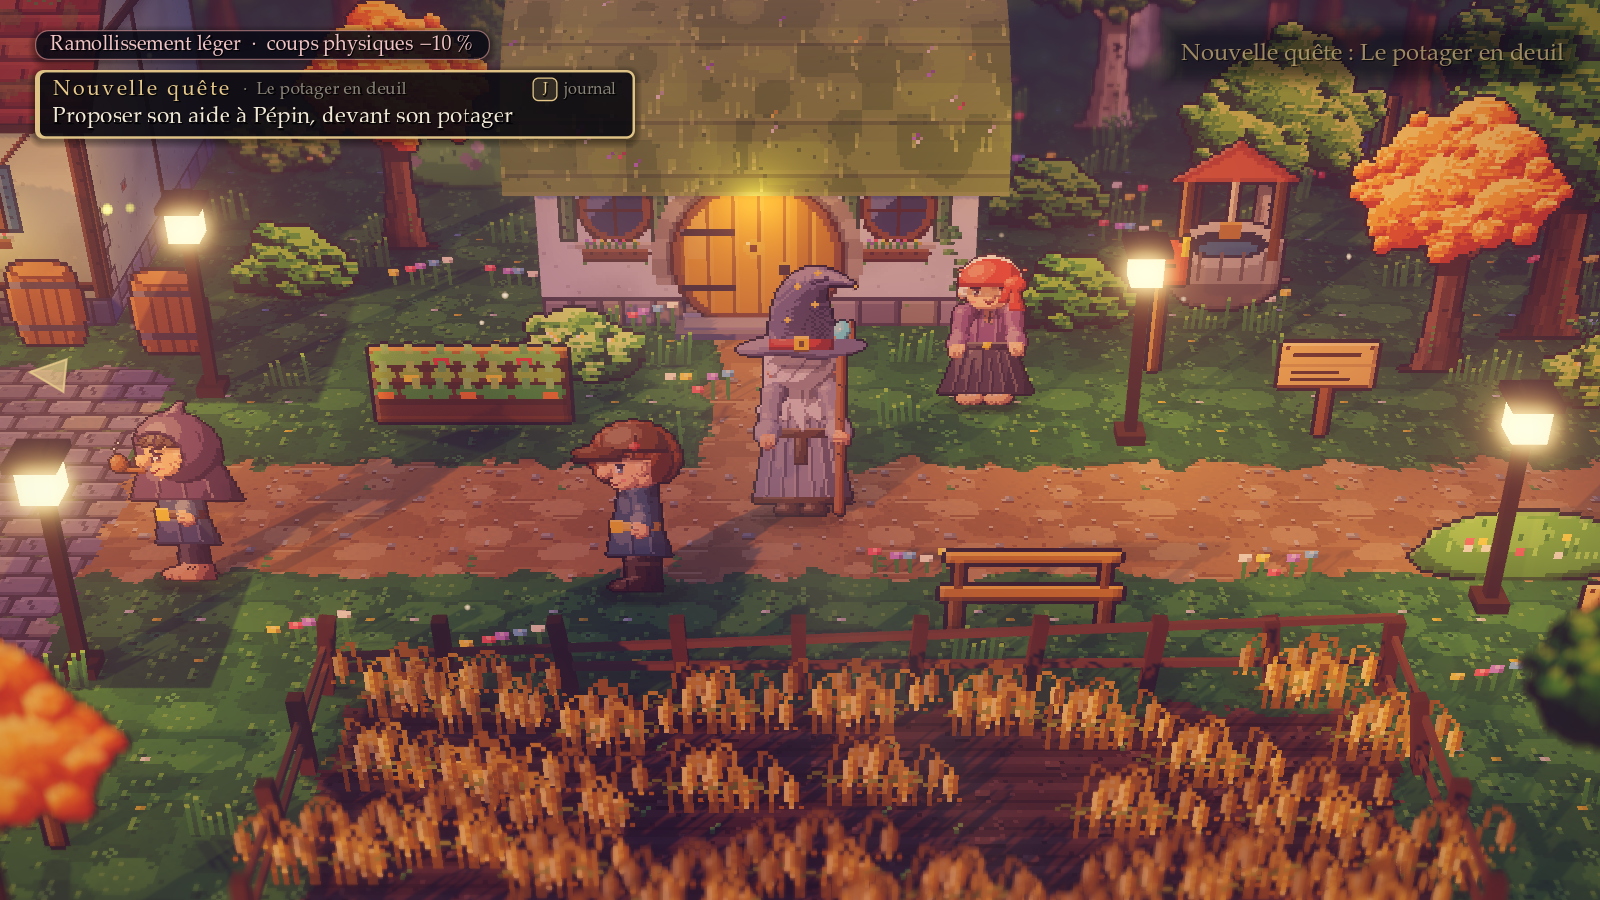 Ramollissement léger · coups physiques −10 %
Nouvelle quête · Le potager en deuil J journal
Proposer son aide à Pépin, devant son potager
Nouvelle quête : Le potager en deuil